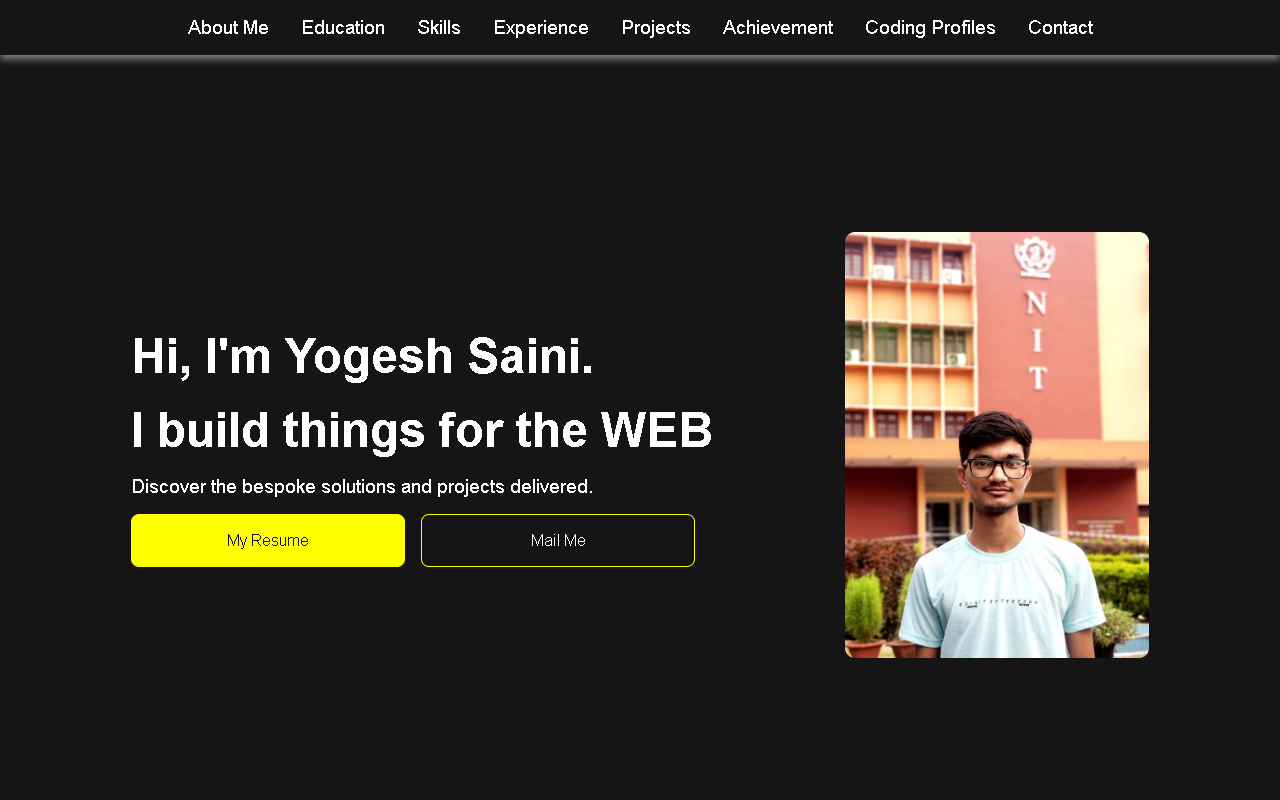 About Me Education Skills Experience Projects Achievement Coding Profiles Contact
Hi, I'm Yogesh Saini.
I build things for the WEB
Discover the bespoke solutions and projects delivered.
My Resume Mail Me
N
I
T